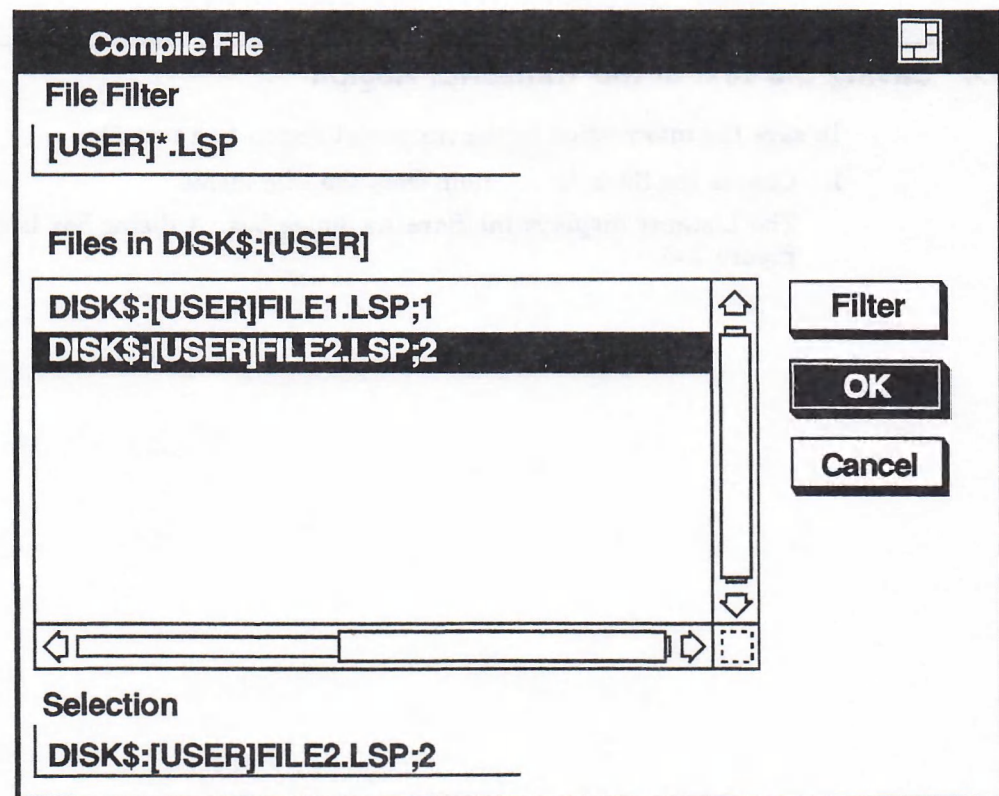 Compile File
File Filter
[USER]*.LSP
Files in DISK$:[USER]
DISK$:[USER]FILE1.LSP;1
DISK$:[USER]FILE2.LSP;2
Filter
OK
Cancel
Selection
DISK$:[USER]FILE2.LSP;2